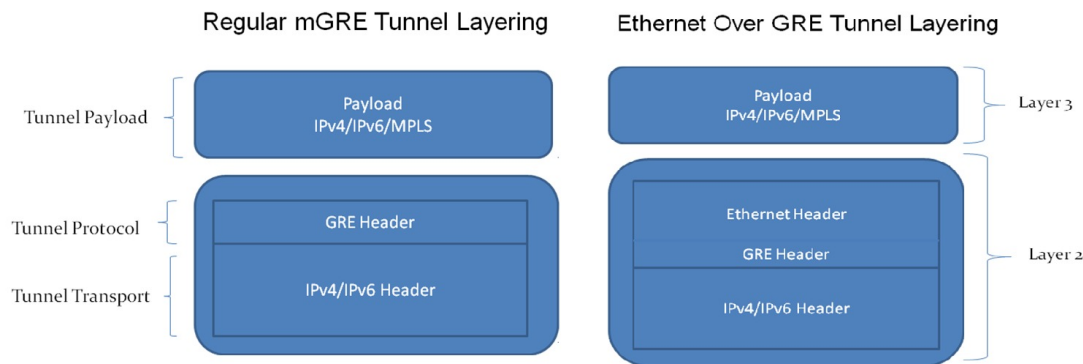 Regular mGRE Tunnel Layering
Ethernet Over GRE Tunnel Layering
Tunnel Payload
Payload
IPv4/IPv6/MPLS
Payload
IPv4/IPv6/MPLS
Layer 3
Tunnel Protocol
GRE Header
Tunnel Transport
IPv4/IPv6 Header
Ethernet Header
GRE Header
IPv4/IPv6 Header
Layer 2